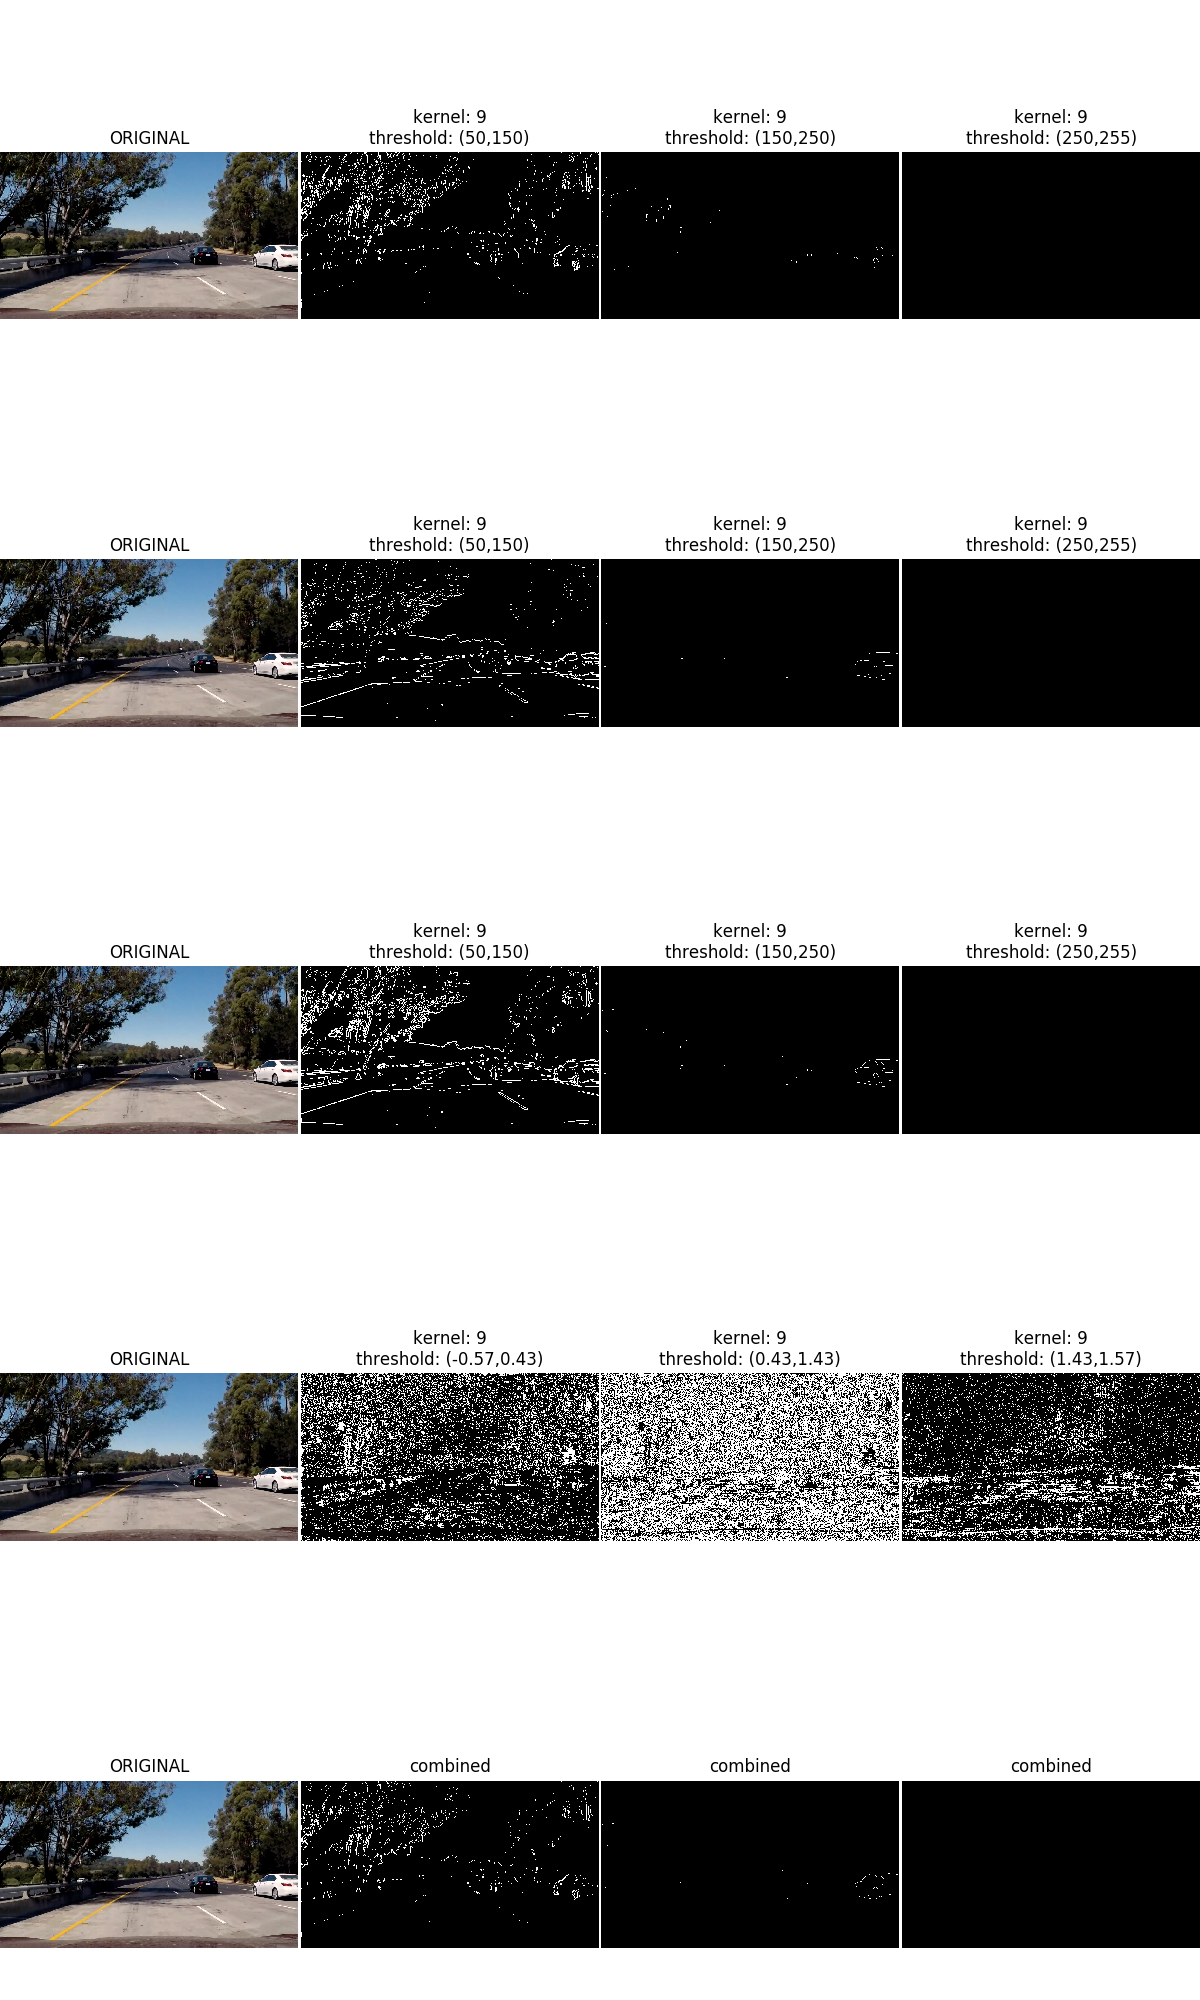 ORIGINAL
kernel: 9
threshold: (50,150)
kernel: 9
threshold: (150,250)
kernel: 9
threshold: (250,255)
ORIGINAL
kernel: 9
threshold: (50,150)
kernel: 9
threshold: (150,250)
kernel: 9
threshold: (250,255)
ORIGINAL
kernel: 9
threshold: (50,150)
kernel: 9
threshold: (150,250)
kernel: 9
threshold: (250,255)
ORIGINAL
kernel: 9
threshold: (-0.57,0.43)
kernel: 9
threshold: (0.43,1.43)
kernel: 9
threshold: (1.43,1.57)
ORIGINAL
combined
combined
combined